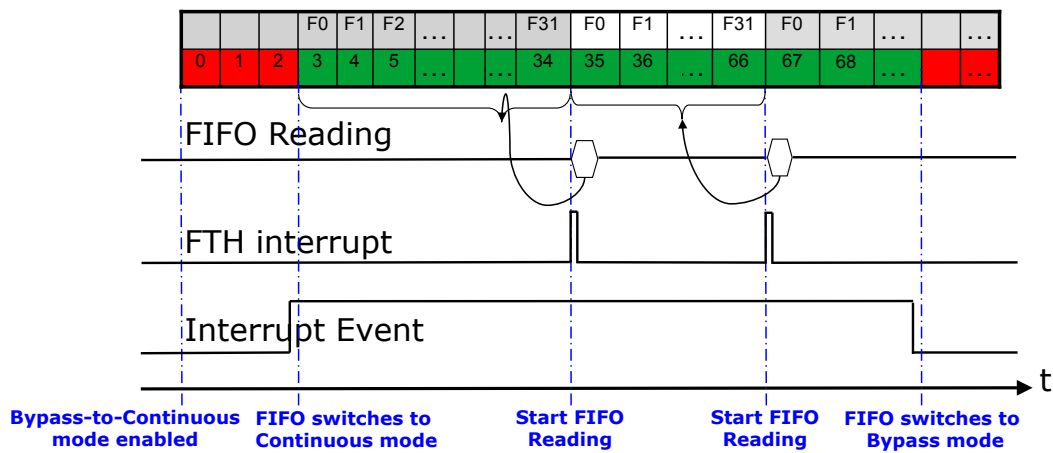 F0 F1 F2 ... ... F31 F0 F1 ... F31 F0 F1 ... ...
0 1 2 3 4 5 ... ... 34 35 36 ... 66 67 68 ... ...
FIFO Reading
FTH interrupt
Interrupt Event
t
Bypass-to-Continuous
mode enabled
FIFO switches to
Continuous mode
Start FIFO
Reading
Start FIFO
Reading
FIFO switches to
Bypass mode